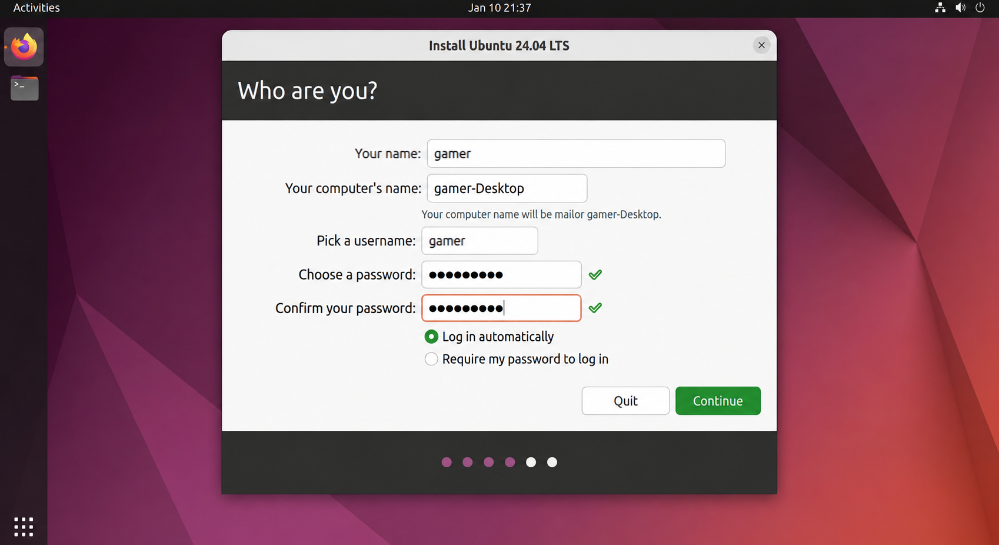 Activities
Jan 10 21:37
Install Ubuntu 24.04 LTS
>_
Who are you?
Your name: gamer
Your computer's name: gamer-Desktop
Your computer name will be mailor gamer-Desktop.
Pick a username: gamer
Choose a password: ●●●●●●●●●
Confirm your password: ●●●●●●●●●
Log in automatically
Require my password to log in
Quit Continue